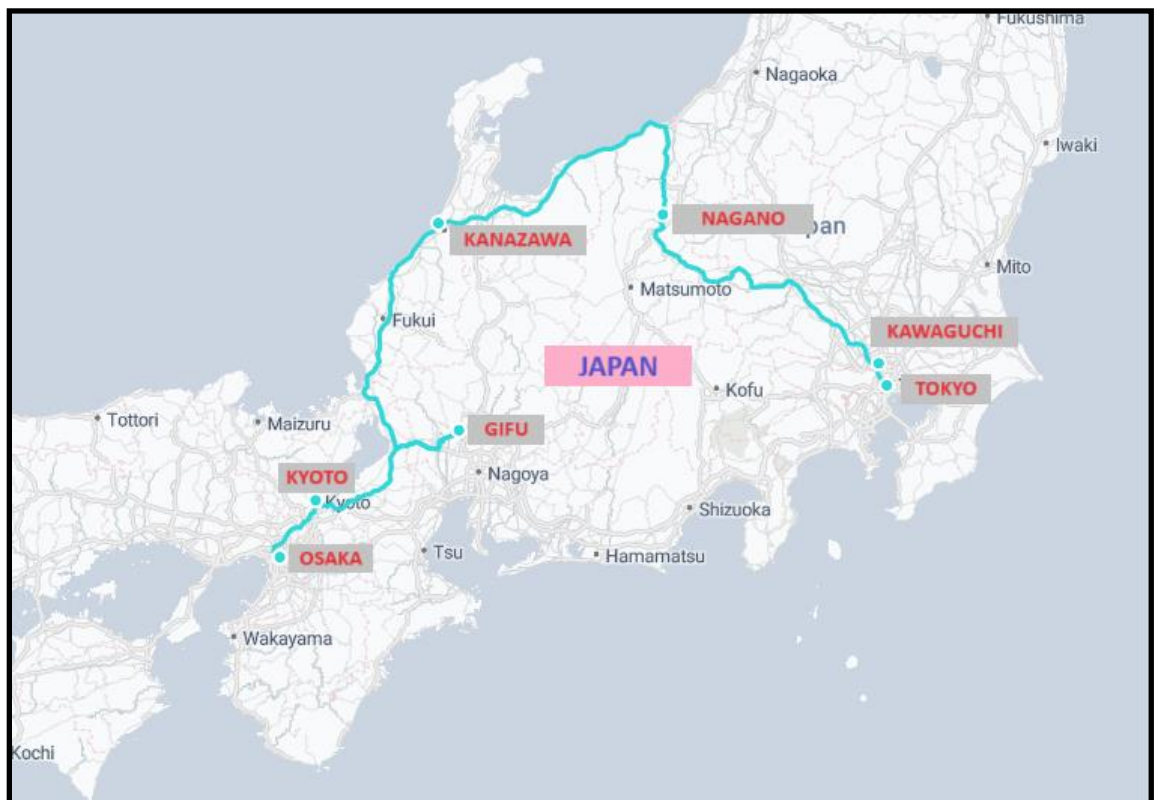 Fukushima
Nagaoka
Iwaki
NAGANO
pan
KANAZAWA
Mito
Matsumoto
Fukui
KAWAGUCHI
JAPAN
Kofu
TOKYO
Tottori
Maizuru
GIFU
Nagoya
KYOTO
Kyoto
Shizuoka
OSAKA
Tsu
Hamamatsu
Wakayama
Kochi